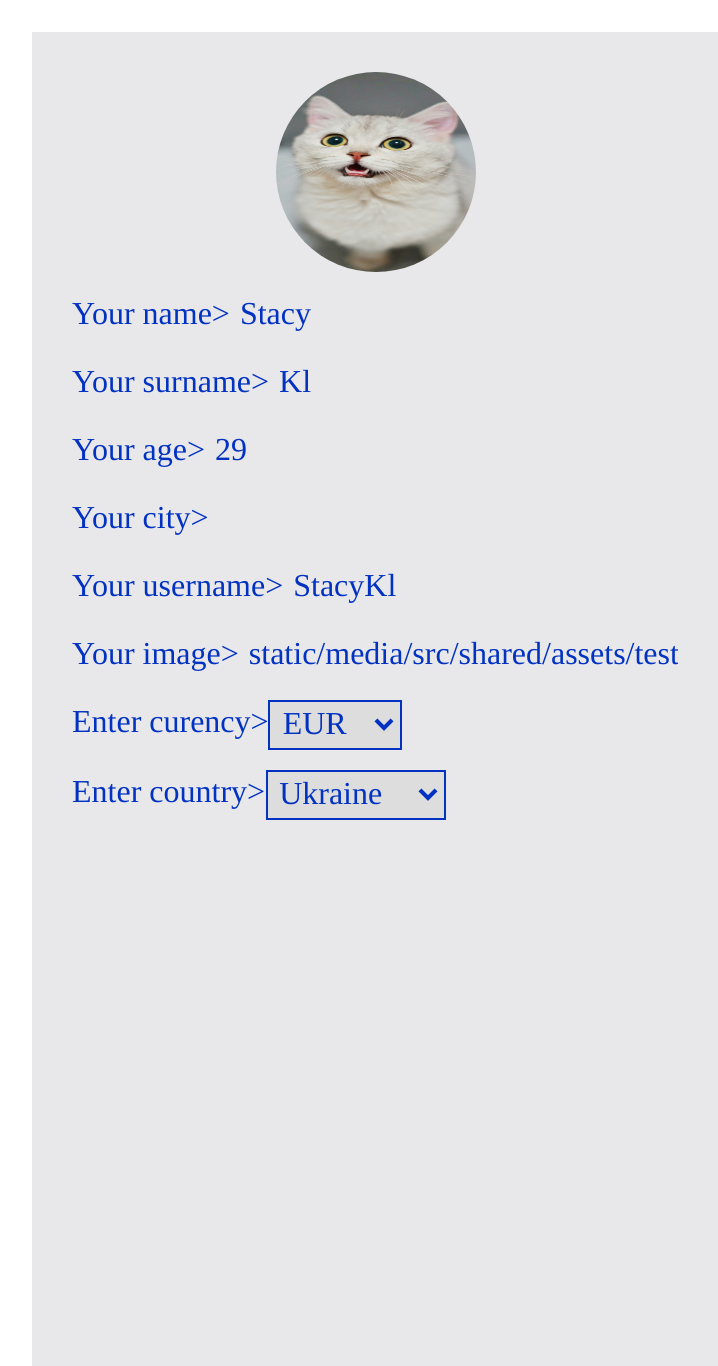 Your name> Stacy
Your surname> Kl
Your age> 29
Your city>
Your username> StacyKl
Your image> static/media/src/shared/assets/test
Enter curency> EUR
Enter country> Ukraine